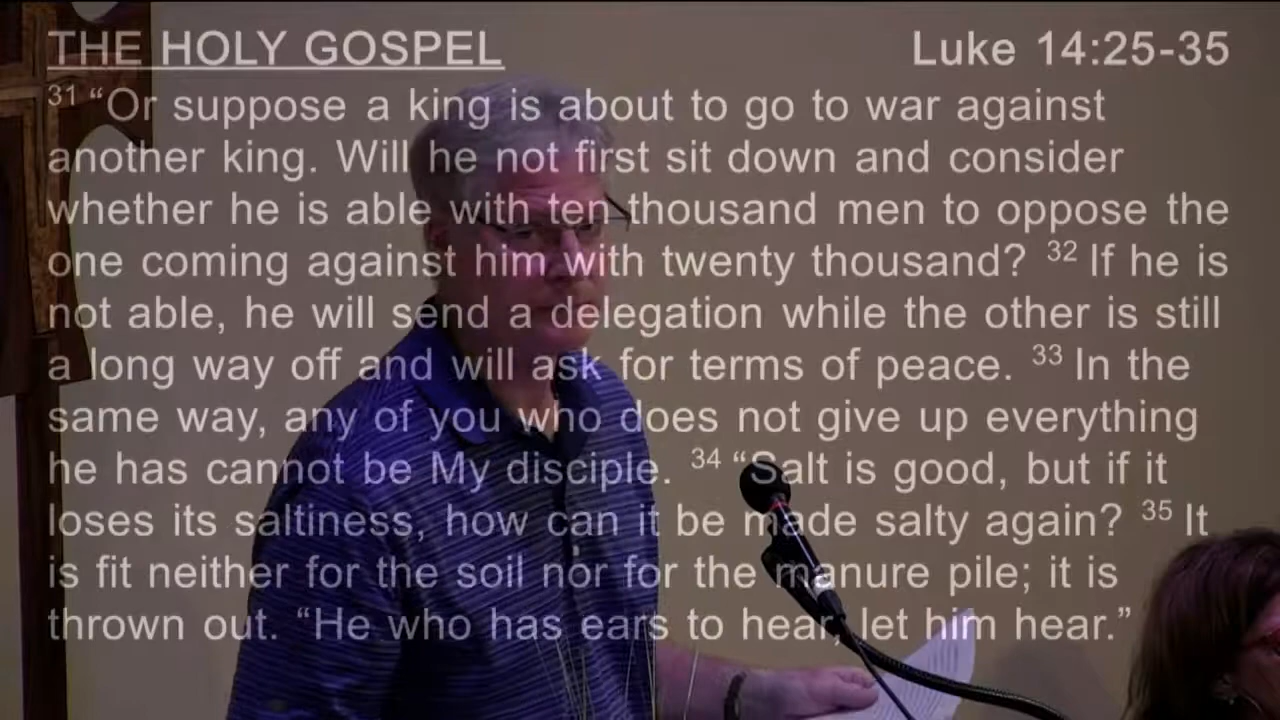 THE HOLY GOSPEL Luke 14:25-35
31 “Or suppose a king is about to go to war against
another king. Will he not first sit down and consider
whether he is able with ten thousand men to oppose the
one coming against him with twenty thousand? 32 If he is
not able, he will send a delegation while the other is still
a long way off and will ask for terms of peace. 33 In the
same way, any of you who does not give up everything
he has cannot be My disciple. 34 “Salt is good, but if it
loses its saltiness, how can it be made salty again? 35 It
is fit neither for the soil nor for the manure pile; it is
thrown out. “He who has ears to hear, let him hear.”